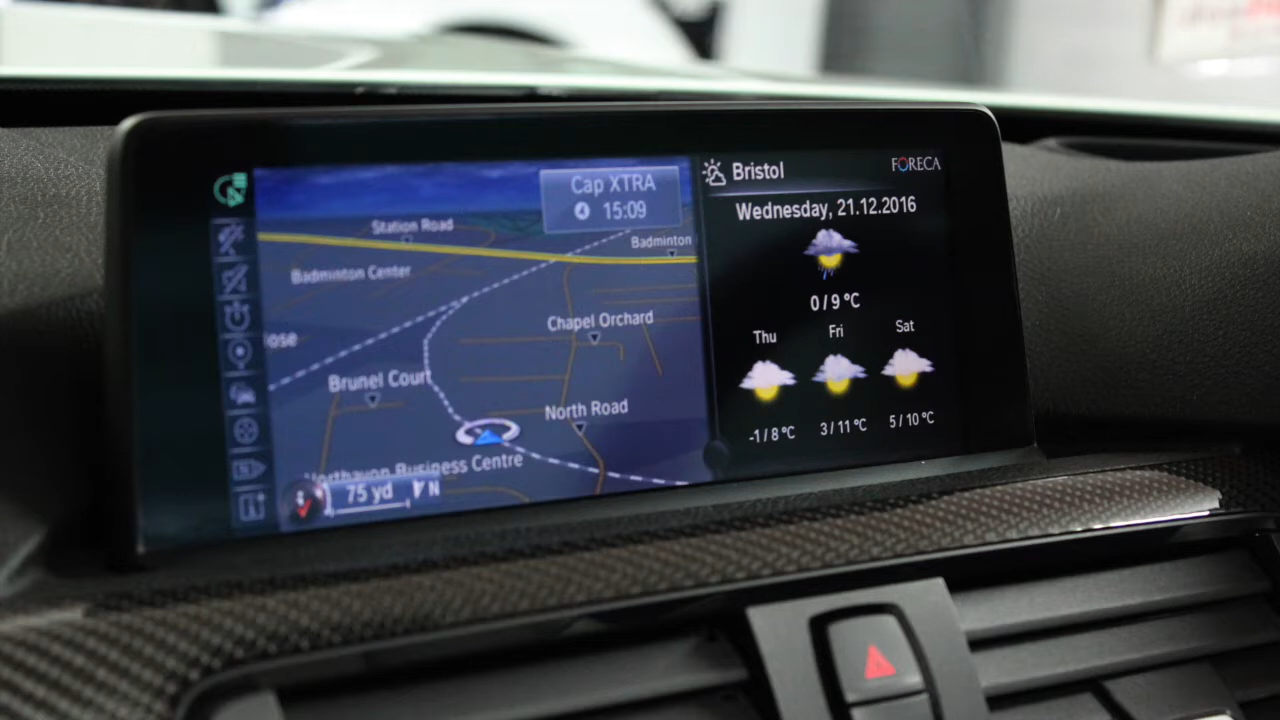 Cap XTRA
15:09
Station Road
Badminton
Badminton Center
ose
Chapel Orchard
Brunel Court
North Road
Northavon Business Centre
75 yd
N
Bristol
FORECA
Wednesday, 21.12.2016
0 / 9 °C
Thu
Fri
Sat
-1 / 8 °C
3 / 11 °C
5 / 10 °C